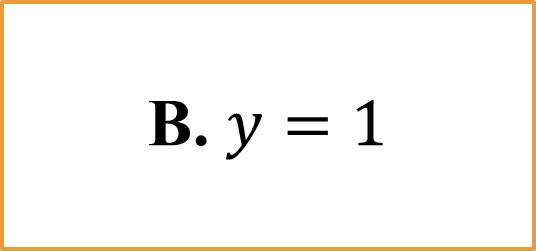 B. y = 1